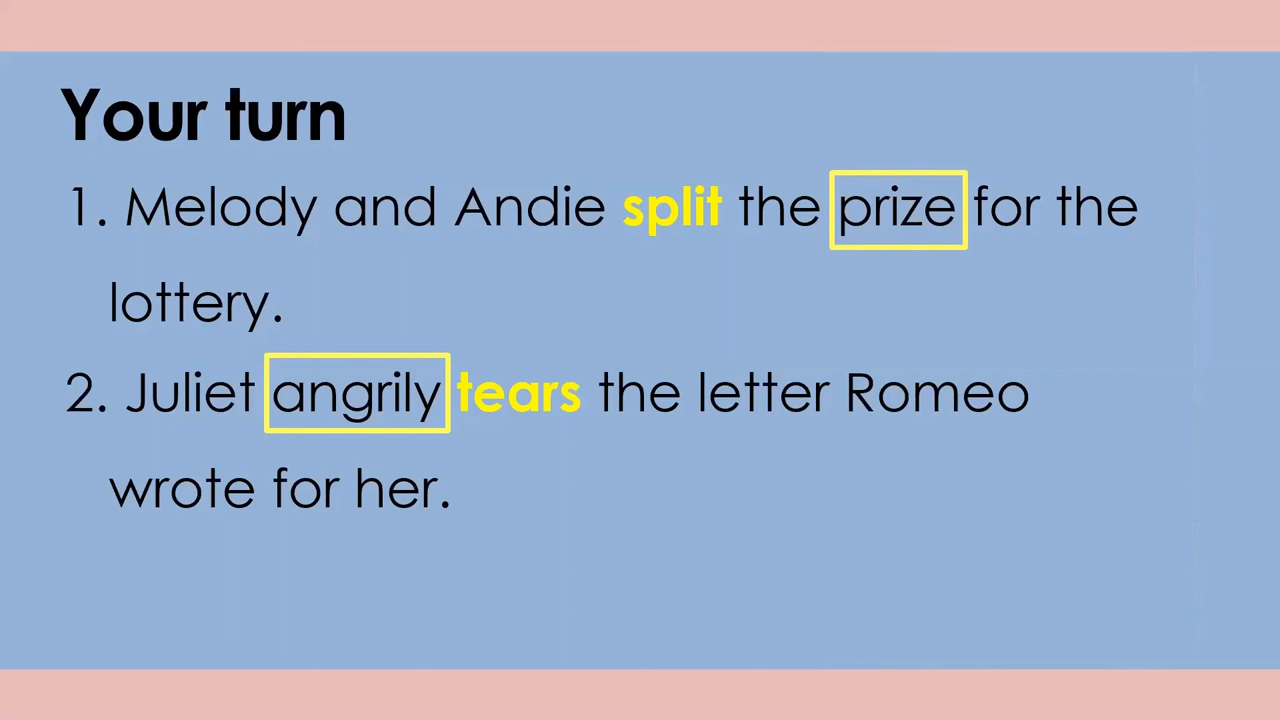 Your turn
1. Melody and Andie split the prize for the
lottery.
2. Juliet angrily tears the letter Romeo
wrote for her.